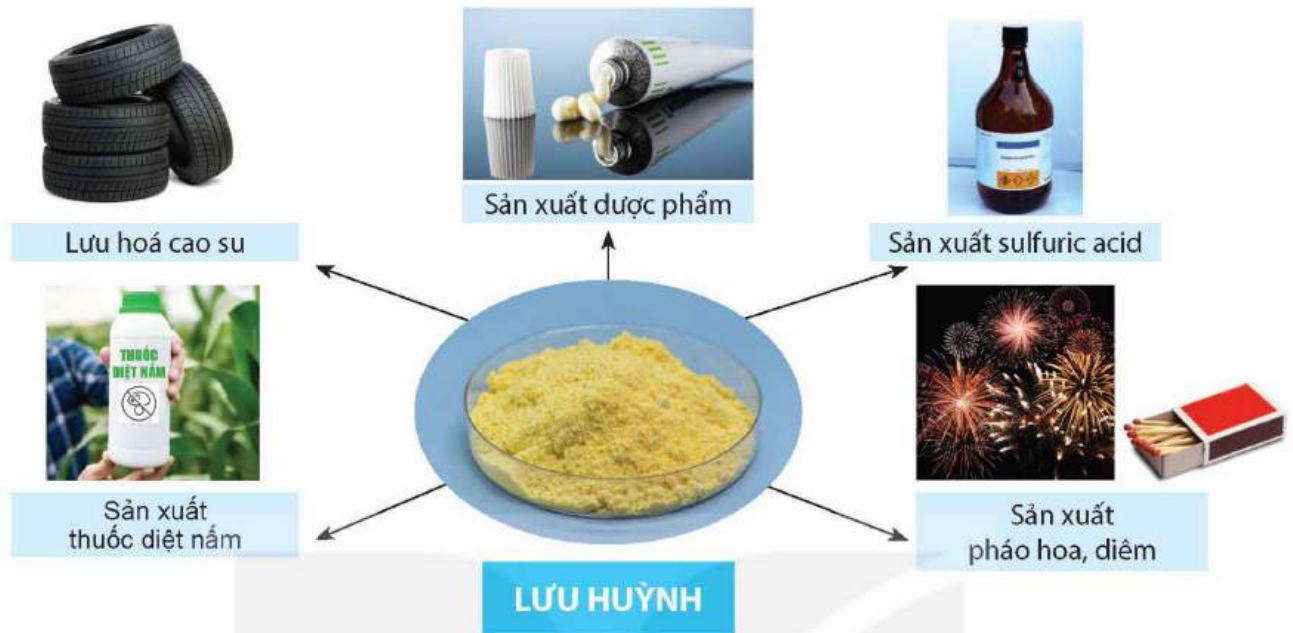 Sản xuất dược phẩm
Lưu hoá cao su
Sản xuất sulfuric acid
THUỐC
DIỆT NẤM
Sản xuất
thuốc diệt nấm
Sản xuất
pháo hoa, diêm
LƯU HUỲNH